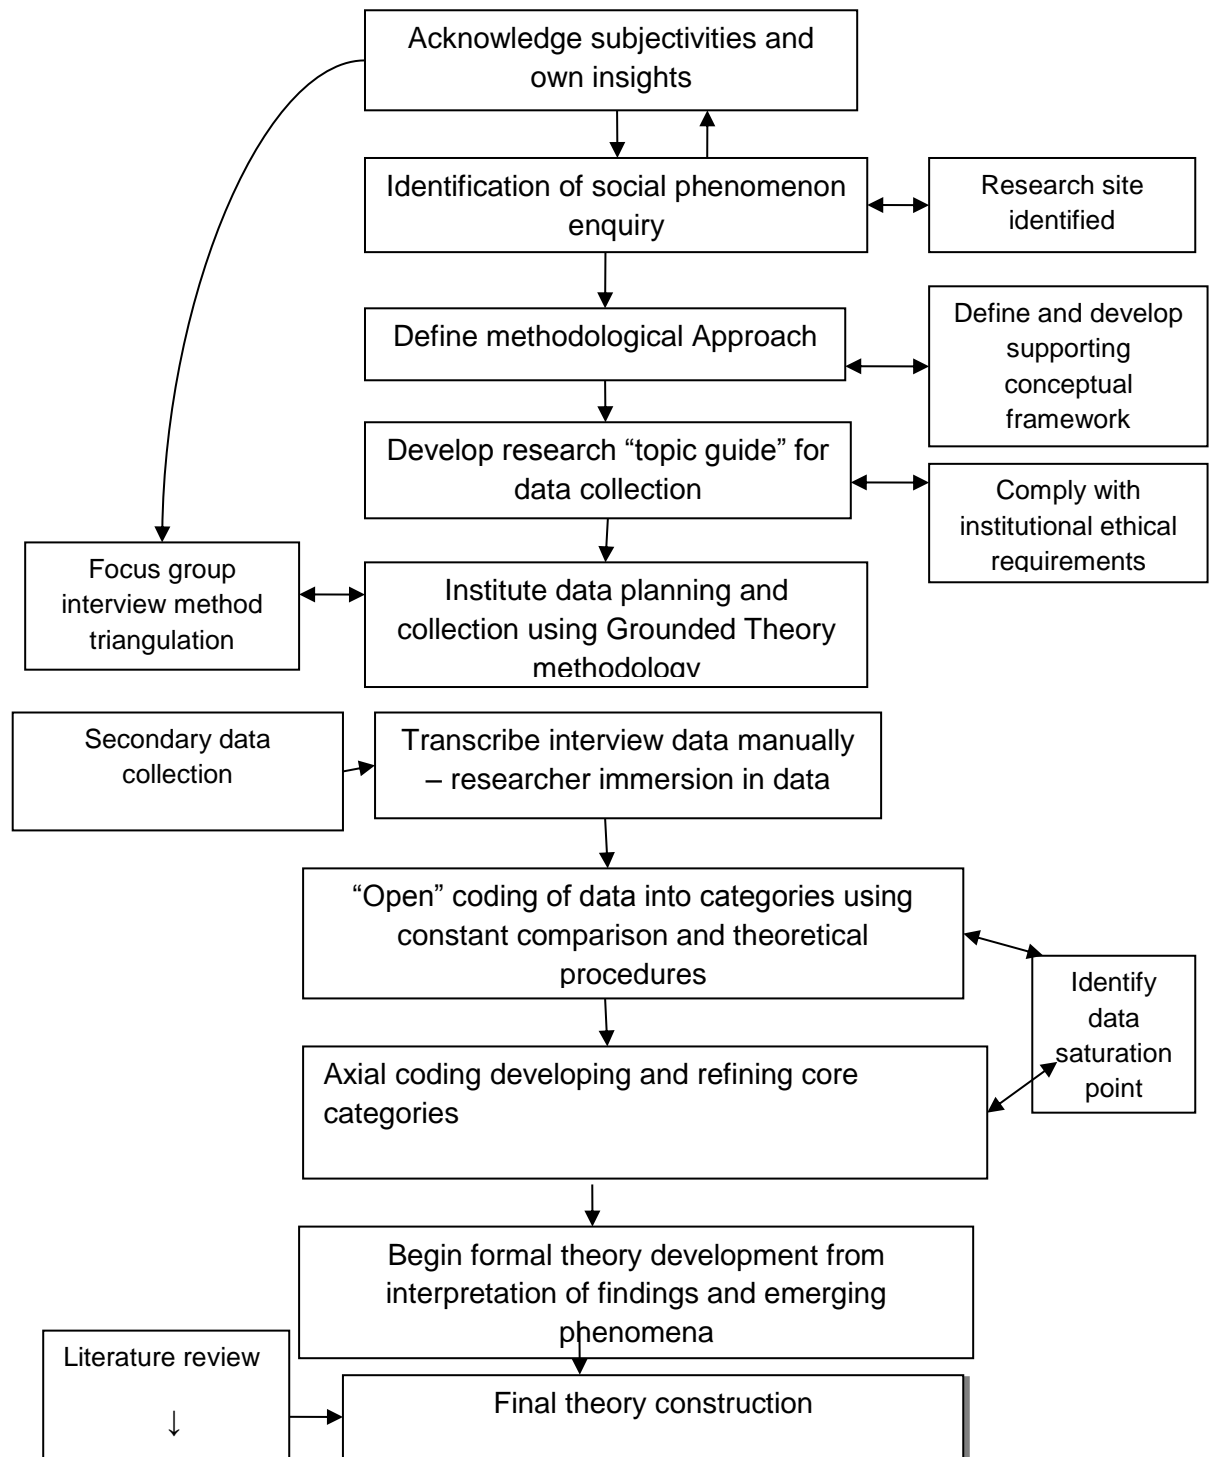 Acknowledge subjectivities and
own insights
Identification of social phenomenon
enquiry
Research site
identified
Define methodological Approach
Define and develop
supporting
conceptual
framework
Develop research “topic guide” for
data collection
Comply with
institutional ethical
requirements
Focus group
interview method
triangulation
Institute data planning and
collection using Grounded Theory
methodology
Secondary data
collection
Transcribe interview data manually
– researcher immersion in data
“Open” coding of data into categories using
constant comparison and theoretical
procedures
Identify
data
saturation
point
Axial coding developing and refining core
categories
Begin formal theory development from
interpretation of findings and emerging
phenomena
Literature review
↓
Final theory construction